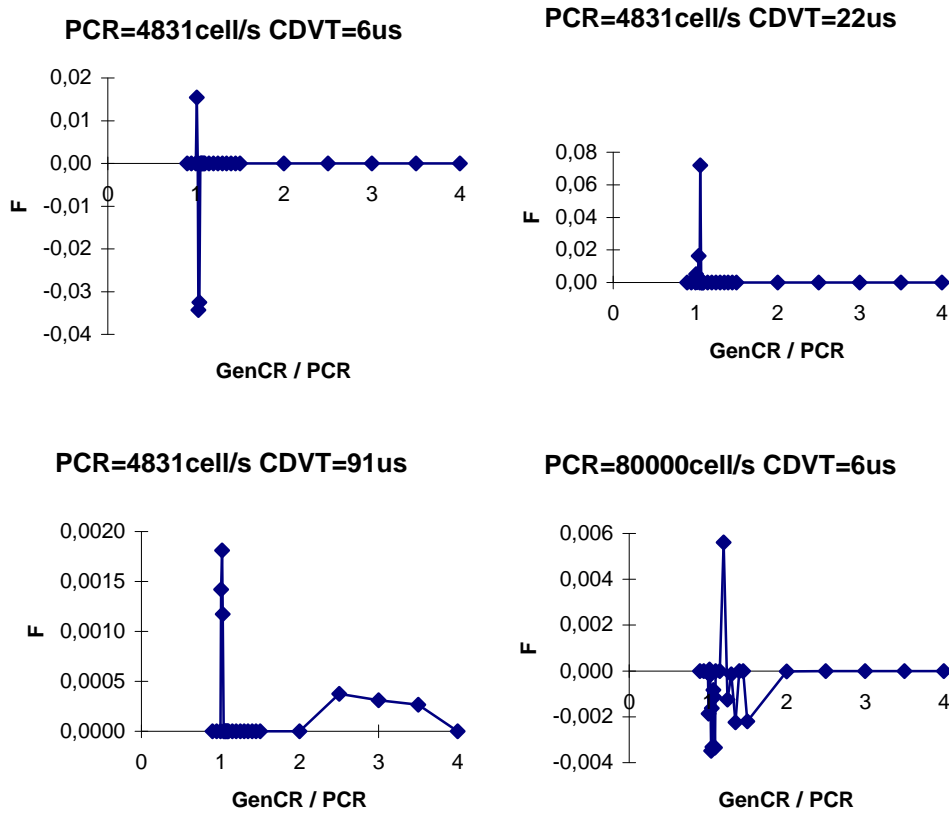 PCR=4831cell/s CDVT=6us
0,02
0,01
0,00
-0,01
-0,02
-0,03
-0,04
0 1 2 3 4
F
GenCR / PCR
PCR=4831cell/s CDVT=22us
0,08
0,06
0,04
0,02
0,00
0 1 2 3 4
F
GenCR / PCR
PCR=4831cell/s CDVT=91us
0,0020
0,0015
0,0010
0,0005
0,0000
0 1 2 3 4
F
GenCR / PCR
PCR=80000cell/s CDVT=6us
0,006
0,004
0,002
0,000
-0,002
-0,004
0 1 2 3 4
F
GenCR / PCR